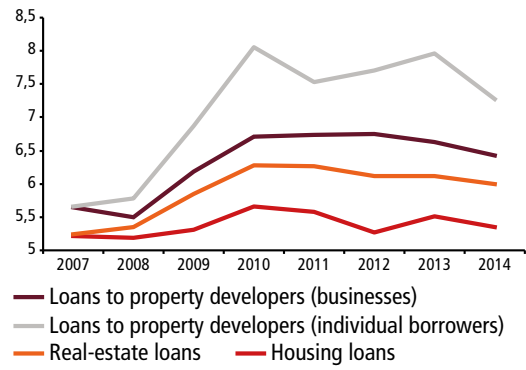 8,5
8
7,5
7
6,5
6
5,5
5
2007 2008 2009 2010 2011 2012 2013 2014
Loans to property developers (businesses)
Loans to property developers (individual borrowers)
Real-estate loans Housing loans